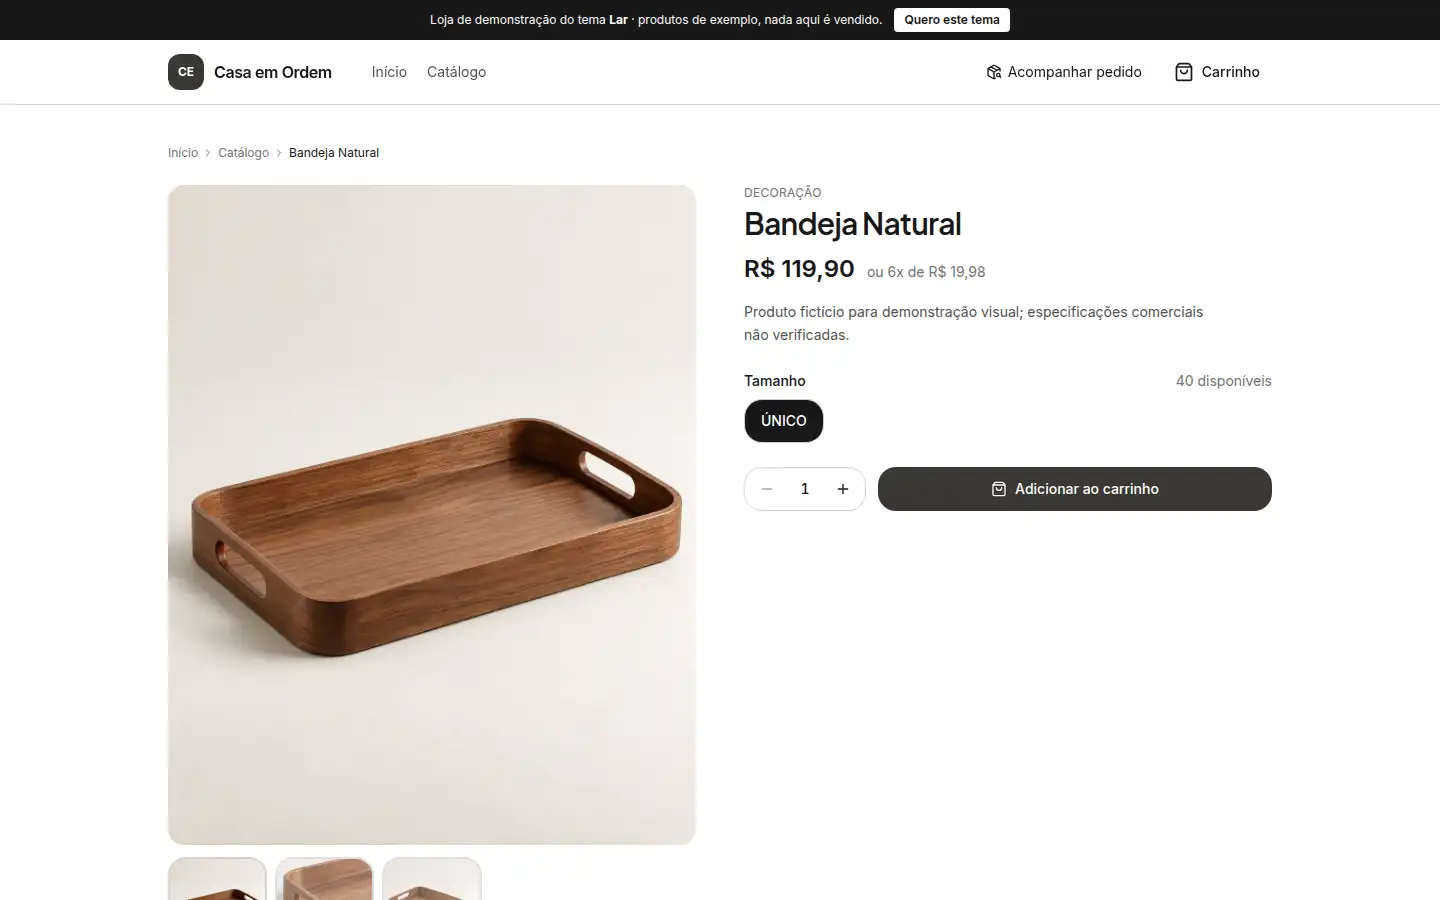 Loja de demonstração do tema Lar · produtos de exemplo, nada aqui é vendido. Quero este tema
CE Casa em Ordem Início Catálogo Acompanhar pedido Carrinho
Início > Catálogo > Bandeja Natural
DECORAÇÃO
Bandeja Natural
R$ 119,90 ou 6x de R$ 19,98
Produto fictício para demonstração visual; especificações comerciais
não verificadas.
Tamanho 40 disponíveis
ÚNICO
− 1 + Adicionar ao carrinho